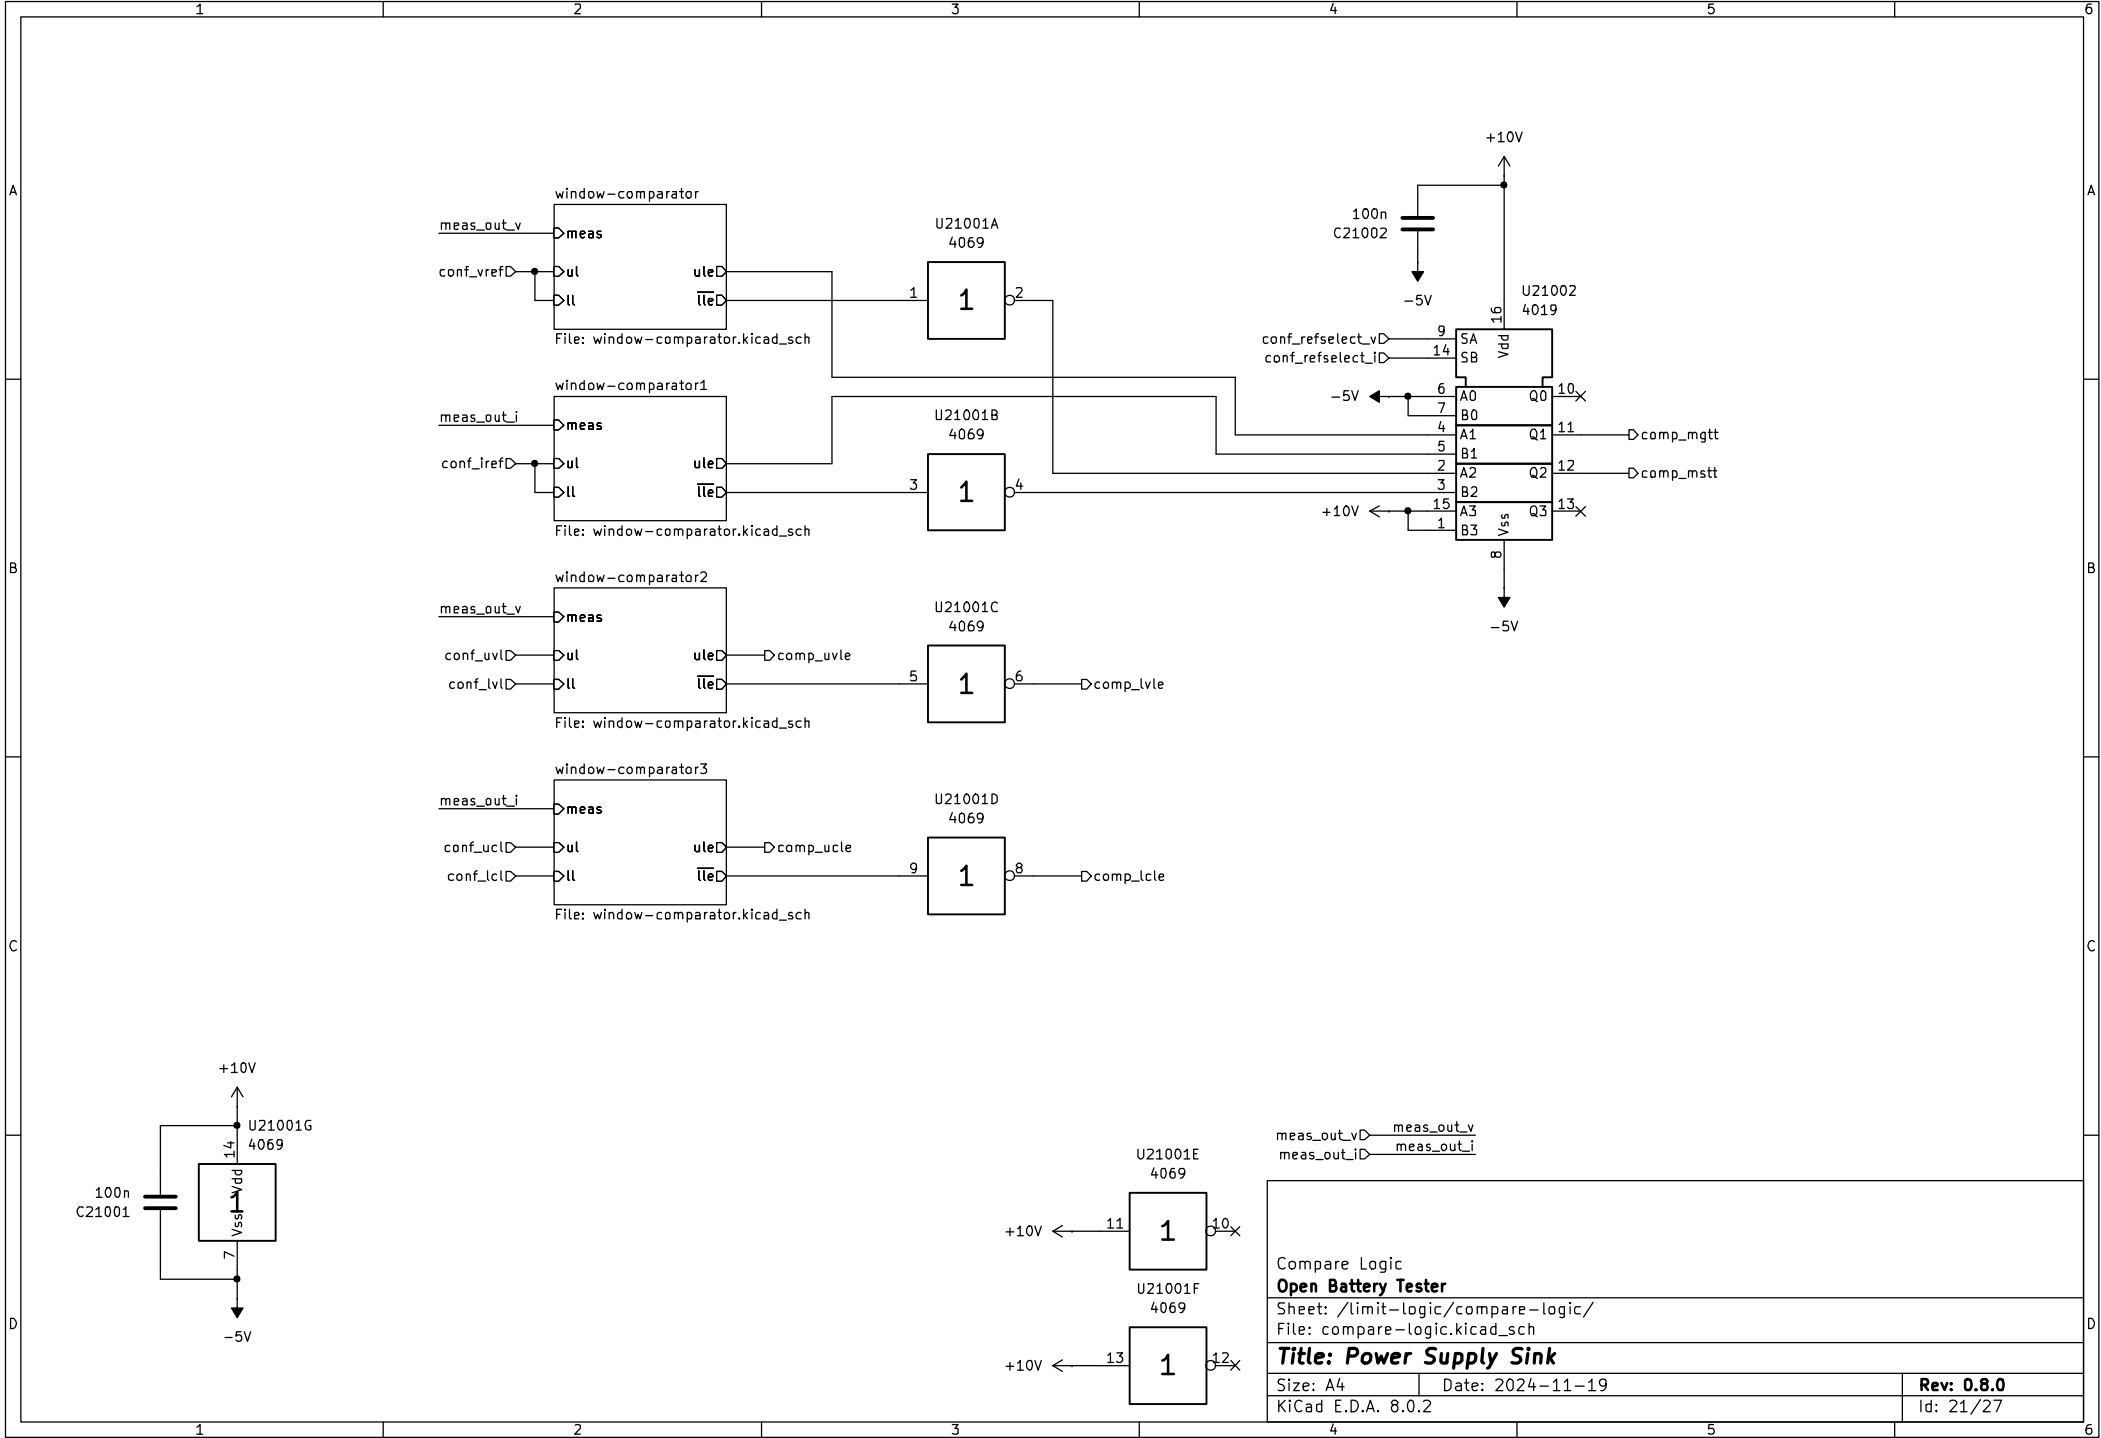 1 2 3 4 5 6
A A
B B
C C
D D
1 2 3 4 5 6
window-comparator
meas_out_v
meas
conf_vref
ul
ll
ule
lle
File: window-comparator.kicad_sch
U21001A
4069
1
1
2
window-comparator1
meas_out_i
meas
conf_iref
ul
ll
ule
lle
File: window-comparator.kicad_sch
U21001B
4069
3
1
4
window-comparator2
meas_out_v
meas
conf_uvl
ul
conf_lvl
ll
ule
comp_uvle
lle
File: window-comparator.kicad_sch
U21001C
4069
5
1
6
comp_lvle
window-comparator3
meas_out_i
meas
conf_ucl
ul
conf_lcl
ll
ule
comp_ucle
lle
File: window-comparator.kicad_sch
U21001D
4069
9
1
8
comp_lcle
+10V
100n
C21002
-5V
U21002
4019
16
Vdd
conf_refselect_v
9
SA
conf_refselect_i
14
SB
-5V
6
A0
Q0
10
7
B0
4
A1
Q1
11
comp_mgtt
5
B1
2
A2
Q2
12
comp_mstt
3
B2
+10V
15
A3
Q3
13
1
B3
Vss
8
-5V
+10V
U21001G
4069
14
Vdd
1
Vss
7
100n
C21001
-5V
U21001E
4069
+10V
11
1
10
U21001F
4069
+10V
13
1
12
meas_out_v meas_out_v
meas_out_i meas_out_i
Compare Logic
Open Battery Tester
Sheet: /limit-logic/compare-logic/
File: compare-logic.kicad_sch
Title: Power Supply Sink
Size: A4 Date: 2024-11-19 Rev: 0.8.0
KiCad E.D.A. 8.0.2 Id: 21/27